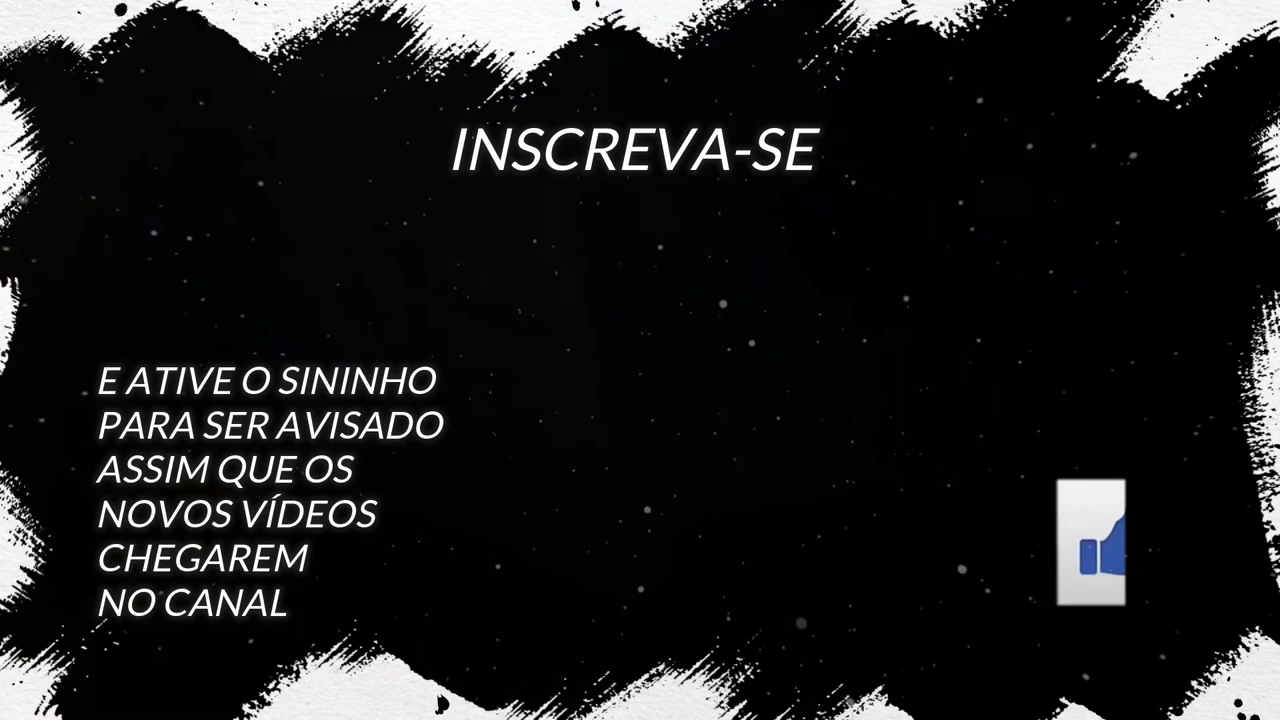 INSCREVA-SE
E ATIVE O SININHO
PARA SER AVISADO
ASSIM QUE OS
NOVOS VÍDEOS
CHEGAREM
NO CANAL